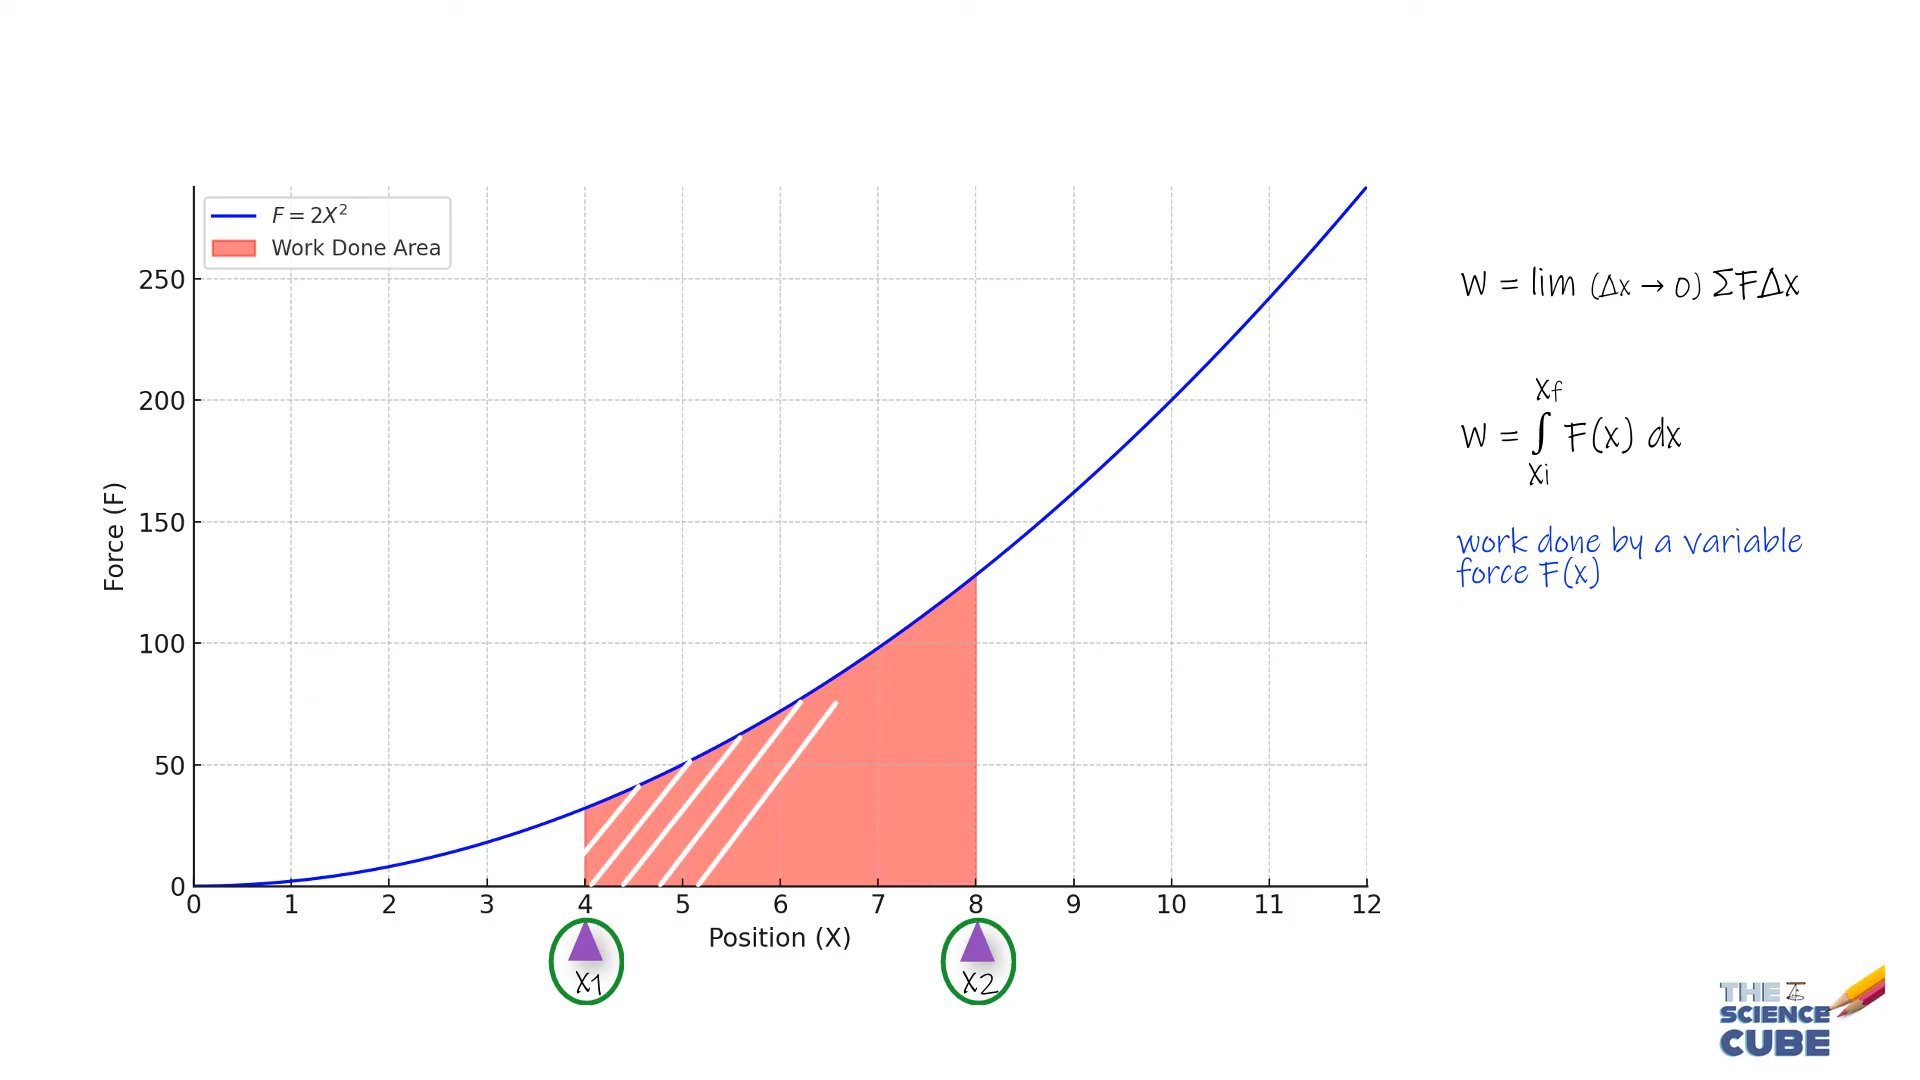 F = 2X²
Work Done Area
250
200
150
100
50
0
Force (F)
0 1 2 3 4 5 6 7 8 9 10 11 12
Position (X)
X1
X2
W = lim (Δx → 0) ΣFΔx
Xf
W = ∫ F(x) dx
Xi
work done by a variable
force F(x)
THE
SCIENCE
CUBE